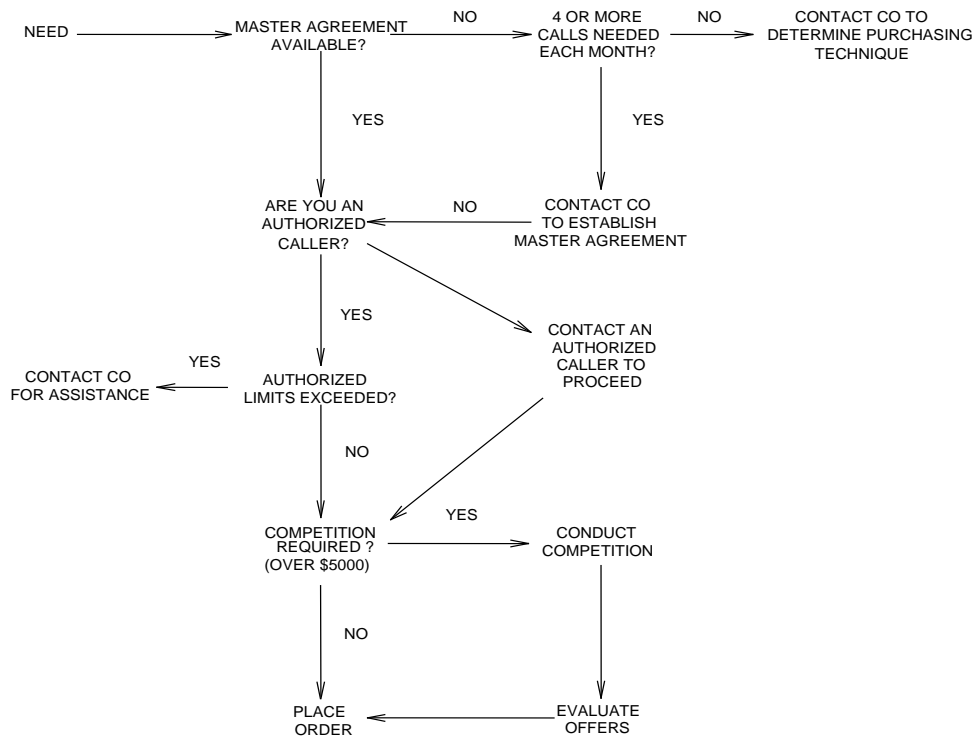 NEED
MASTER AGREEMENT
AVAILABLE?
NO
4 OR MORE
CALLS NEEDED
EACH MONTH?
NO
CONTACT CO TO
DETERMINE PURCHASING
TECHNIQUE
YES
YES
ARE YOU AN
AUTHORIZED
CALLER?
NO
CONTACT CO
TO ESTABLISH
MASTER AGREEMENT
YES
CONTACT AN
AUTHORIZED
CALLER TO
PROCEED
YES
CONTACT CO
FOR ASSISTANCE
AUTHORIZED
LIMITS EXCEEDED?
NO
COMPETITION
REQUIRED ?
(OVER $5000)
YES
CONDUCT
COMPETITION
NO
PLACE
ORDER
EVALUATE
OFFERS